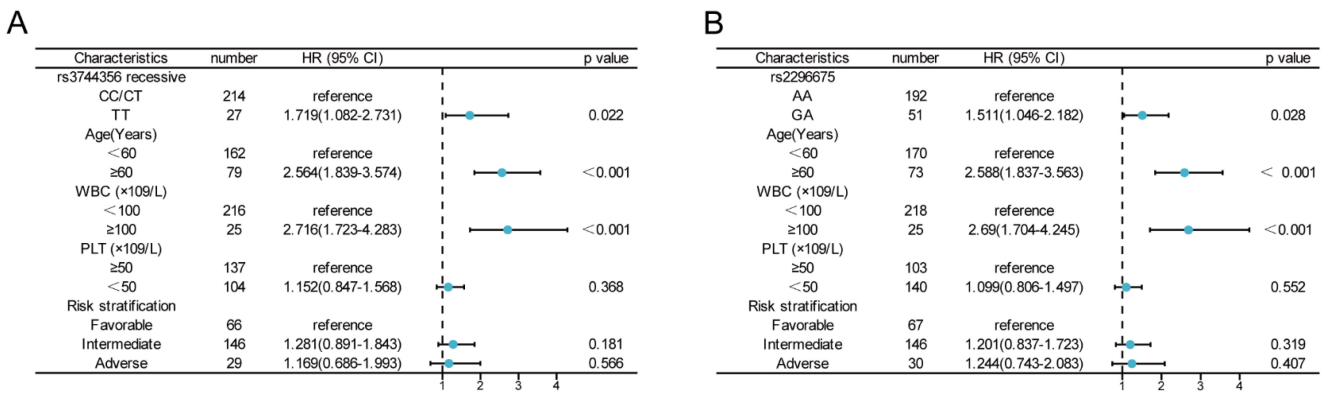 A
Characteristics number HR (95% CI) p value
rs3744356 recessive
CC/CT 214 reference
TT 27 1.719(1.082-2.731) 0.022
Age(Years)
<60 162 reference
≥60 79 2.564(1.839-3.574) <0.001
WBC (×109/L)
<100 216 reference
≥100 25 2.716(1.723-4.283) <0.001
PLT (×109/L)
≥50 137 reference
<50 104 1.152(0.847-1.568) 0.368
Risk stratification
Favorable 66 reference
Intermediate 146 1.281(0.891-1.843) 0.181
Adverse 29 1.169(0.686-1.993) 0.566
1 2 3 4
B
Characteristics number HR (95% CI) p value
rs2296675
AA 192 reference
GA 51 1.511(1.046-2.182) 0.028
Age(Years)
<60 170 reference
≥60 73 2.588(1.837-3.563) < 0.001
WBC (×109/L)
<100 218 reference
≥100 25 2.69(1.704-4.245) <0.001
PLT (×109/L)
≥50 103 reference
<50 140 1.099(0.806-1.497) 0.552
Risk stratification
Favorable 67 reference
Intermediate 146 1.201(0.837-1.723) 0.319
Adverse 30 1.244(0.743-2.083) 0.407
1 2 3 4